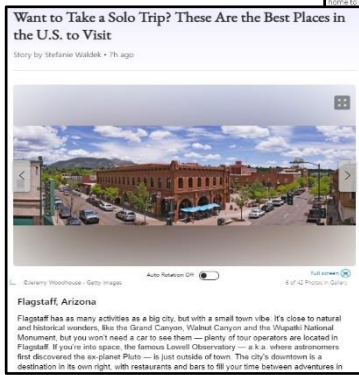 home to
Want to Take a Solo Trip? These Are the Best Places in
the U.S. to Visit
Story by Stefanie Waldek • 7h ago
Auto Rotation Off
Full screen
©Jeremy Woodhouse - Getty Images
6 of 42 Photos in Gallery
Flagstaff, Arizona
Flagstaff has as many activities as a big city, but with a small town vibe. It's close to natural
and historical wonders, like the Grand Canyon, Walnut Canyon and the Wupatki National
Monument, but you won't need a car to see them — plenty of tour operators are located in
Flagstaff. If you're into space, the famous Lowell Observatory — a.k.a. where astronomers
first discovered the ex-planet Pluto — is just outside of town. The city's downtown is a
destination in its own right, with restaurants and bars to fill your time between adventures in